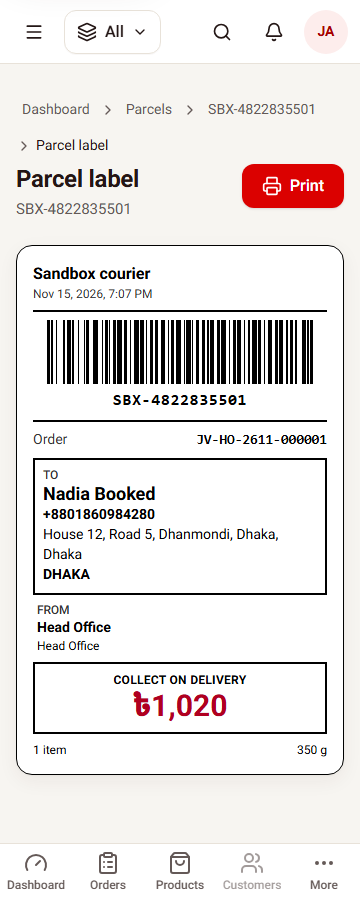 All
JA
Dashboard > Parcels > SBX-4822835501
> Parcel label
Parcel label
SBX-4822835501
Print
Sandbox courier
Nov 15, 2026, 7:07 PM
SBX-4822835501
Order JV-HO-2611-000001
TO
Nadia Booked
+8801860984280
House 12, Road 5, Dhanmondi, Dhaka,
Dhaka
DHAKA
FROM
Head Office
Head Office
COLLECT ON DELIVERY
৳1,020
1 item 350 g
Dashboard Orders Products Customers More